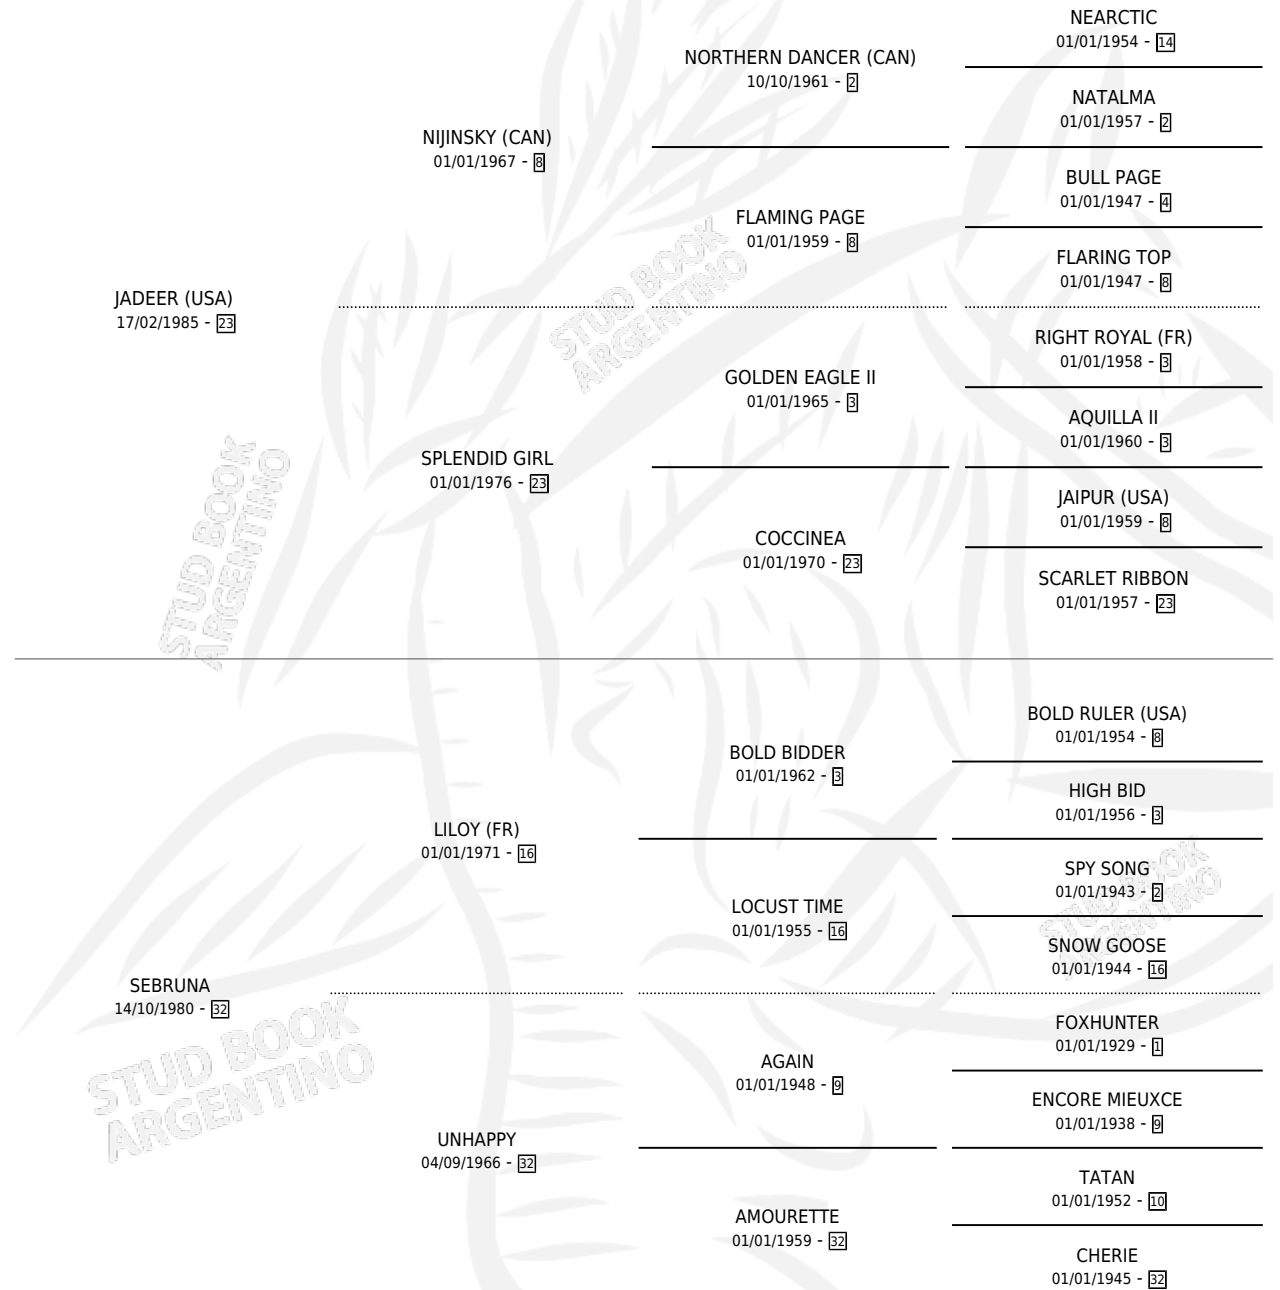 NEARCTIC
01/01/1954 - 14
NORTHERN DANCER (CAN)
10/10/1961 - 2
NATALMA
01/01/1957 - 2
NIJINSKY (CAN)
01/01/1967 - 8
BULL PAGE
01/01/1947 - 4
FLAMING PAGE
01/01/1959 - 8
FLARING TOP
01/01/1947 - 8
JADEER (USA)
17/02/1985 - 23
RIGHT ROYAL (FR)
01/01/1958 - 3
GOLDEN EAGLE II
01/01/1965 - 3
AQUILLA II
01/01/1960 - 3
SPLENDID GIRL
01/01/1976 - 23
JAIPUR (USA)
01/01/1959 - 8
COCCINEA
01/01/1970 - 23
SCARLET RIBBON
01/01/1957 - 23
STUD BOOK
ARGENTINO
STUD BOOK
ARGENTINO
BOLD RULER (USA)
01/01/1954 - 8
BOLD BIDDER
01/01/1962 - 3
HIGH BID
01/01/1956 - 3
LILOY (FR)
01/01/1971 - 16
SPY SONG
01/01/1943 - 2
LOCUST TIME
01/01/1955 - 16
SNOW GOOSE
01/01/1944 - 16
SEBRUNA
14/10/1980 - 32
FOXHUNTER
01/01/1929 - 1
AGAIN
01/01/1948 - 9
ENCORE MIEUXCE
01/01/1938 - 9
UNHAPPY
04/09/1966 - 32
TATAN
01/01/1952 - 10
AMOURETTE
01/01/1959 - 32
CHERIE
01/01/1945 - 32
STUD BOOK
ARGENTINO
STUD BOOK
ARGENTINO